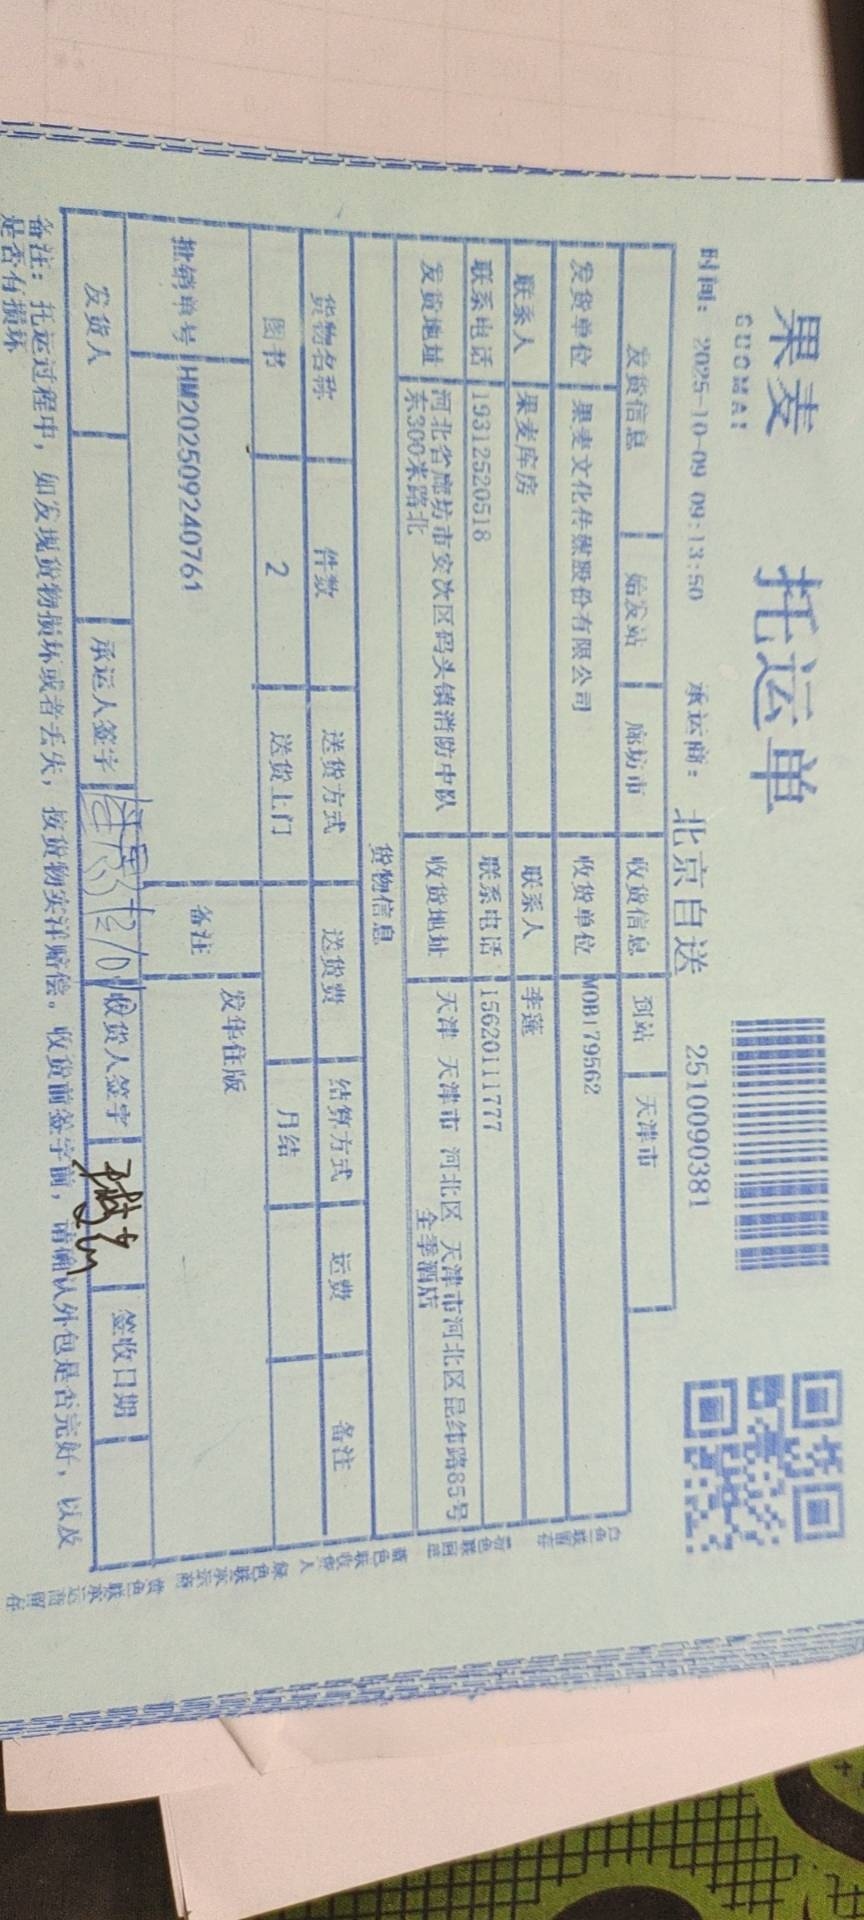 果麦
GUOMAI
托运单
时间：2025-10-09 09:13:50 承运商：北京自送 2510090381
发货信息 始发站 廊坊市 收货信息 到站 天津市
发货单位 果麦文化传媒股份有限公司 收货单位 MOB179562
联系人 果麦库房 联系人 李莲
联系电话 19312520518 联系电话 15620111777
发货地址 河北省廊坊市安次区码头镇消防中队东300米路北 收货地址 天津 天津市 河北区 天津市河北区昆纬路85号全季酒店
货物信息
货物名称 件数 送货方式 送货费 结算方式 运费 备注
图书 2 送货上门 月结
批销单号 HM202509240761 备注 发华住版
发货人 承运人签字 收货人签字 签收日期
备注：托运过程中，如发现货物损坏或者丢失，按货物实洋赔偿。收货前签字前，请确认外包是否完好，以及
是否有损坏